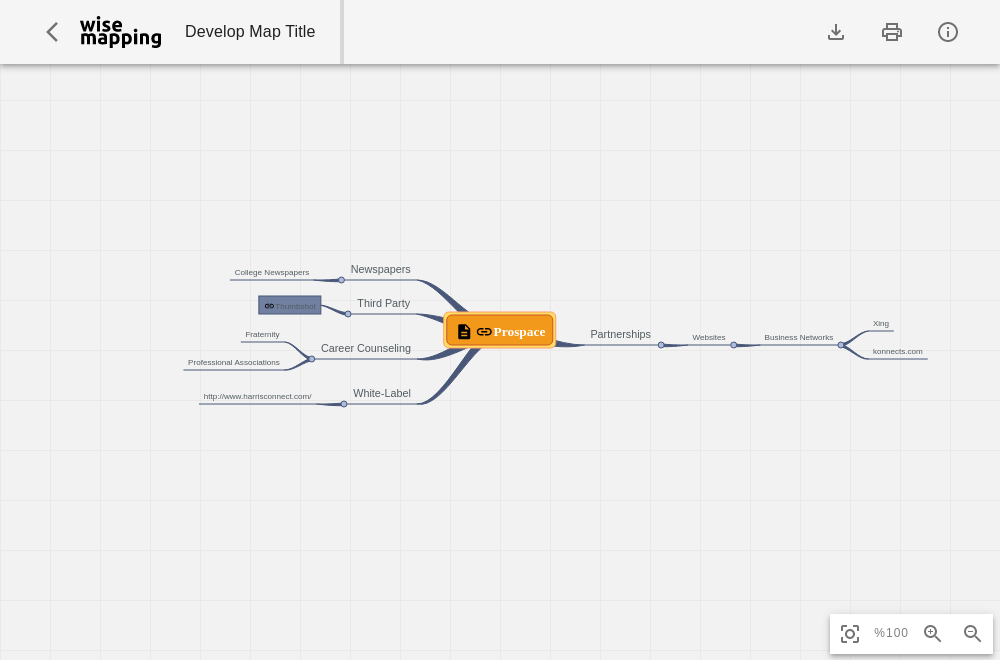 wise
mapping
Develop Map Title
Newspapers
College Newspapers
Third Party
Thumbshot
Career Counseling
Fraternity
Professional Associations
White-Label
http://www.harrisconnect.com/
Prospace
Partnerships
Websites
Business Networks
Xing
konnects.com
%100